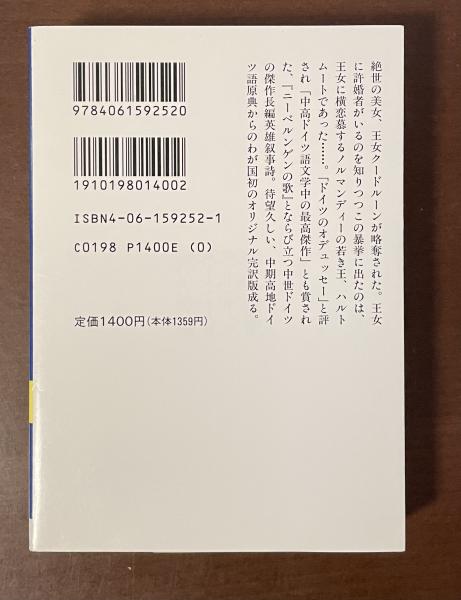 絶世の美女、王女クードルーンが略奪された。王女
に許婚者がいるのを知りつつこの暴挙に出たのは、
王女に横恋慕するノルマンディーの若き王、ハルト
ムートであった……。「ドイツのオデュッセー」と評
され「中高ドイツ語文学中の最高傑作」とも賞され
た、『ニーベルンゲンの歌』とならび立つ中世ドイツ
の傑作長編英雄叙事詩。待望久しい、中期高地ドイ
ツ語原典からのわが国初のオリジナル完訳版成る。
9784061592520
1910198014002
ISBN4-06-159252-1
C0198 P1400E (0)
定価1400円(本体1359円)